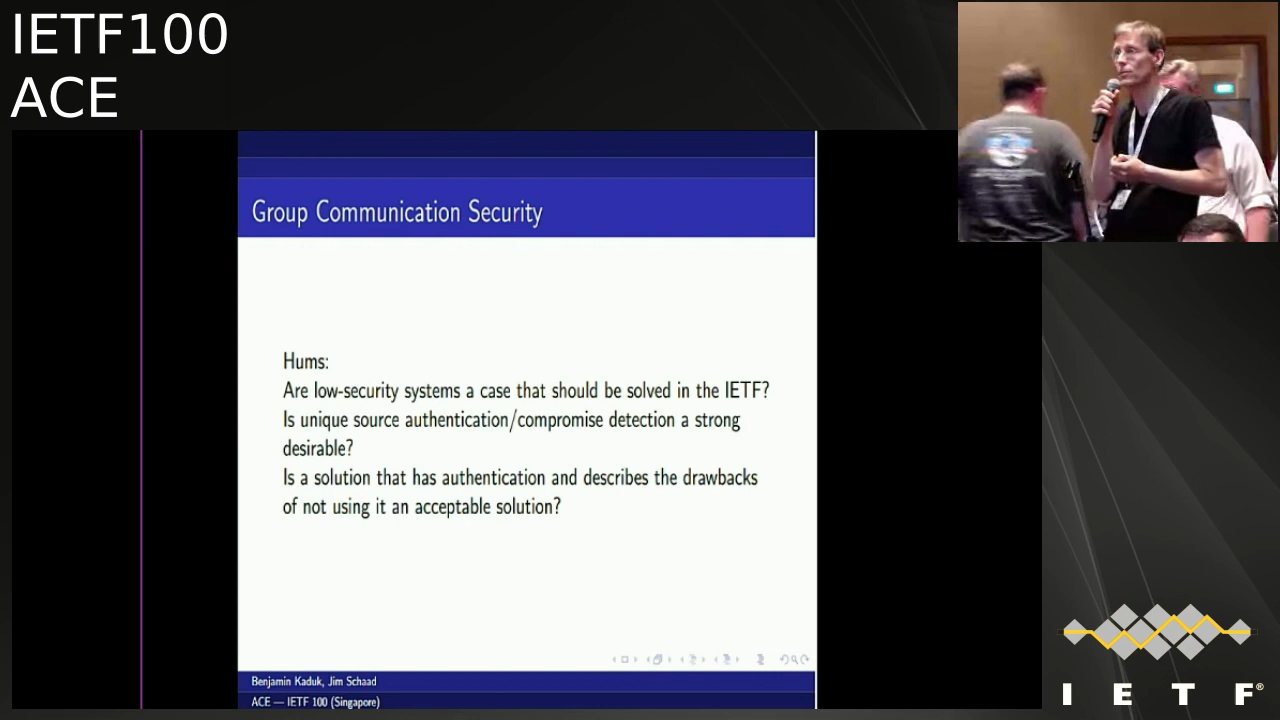 IETF100
ACE
Group Communication Security
Hums:
Are low-security systems a case that should be solved in the IETF?
Is unique source authentication/compromise detection a strong
desirable?
Is a solution that has authentication and describes the drawbacks
of not using it an acceptable solution?
Benjamin Kaduk, Jim Schaad
ACE — IETF 100 (Singapore)
I E T F®